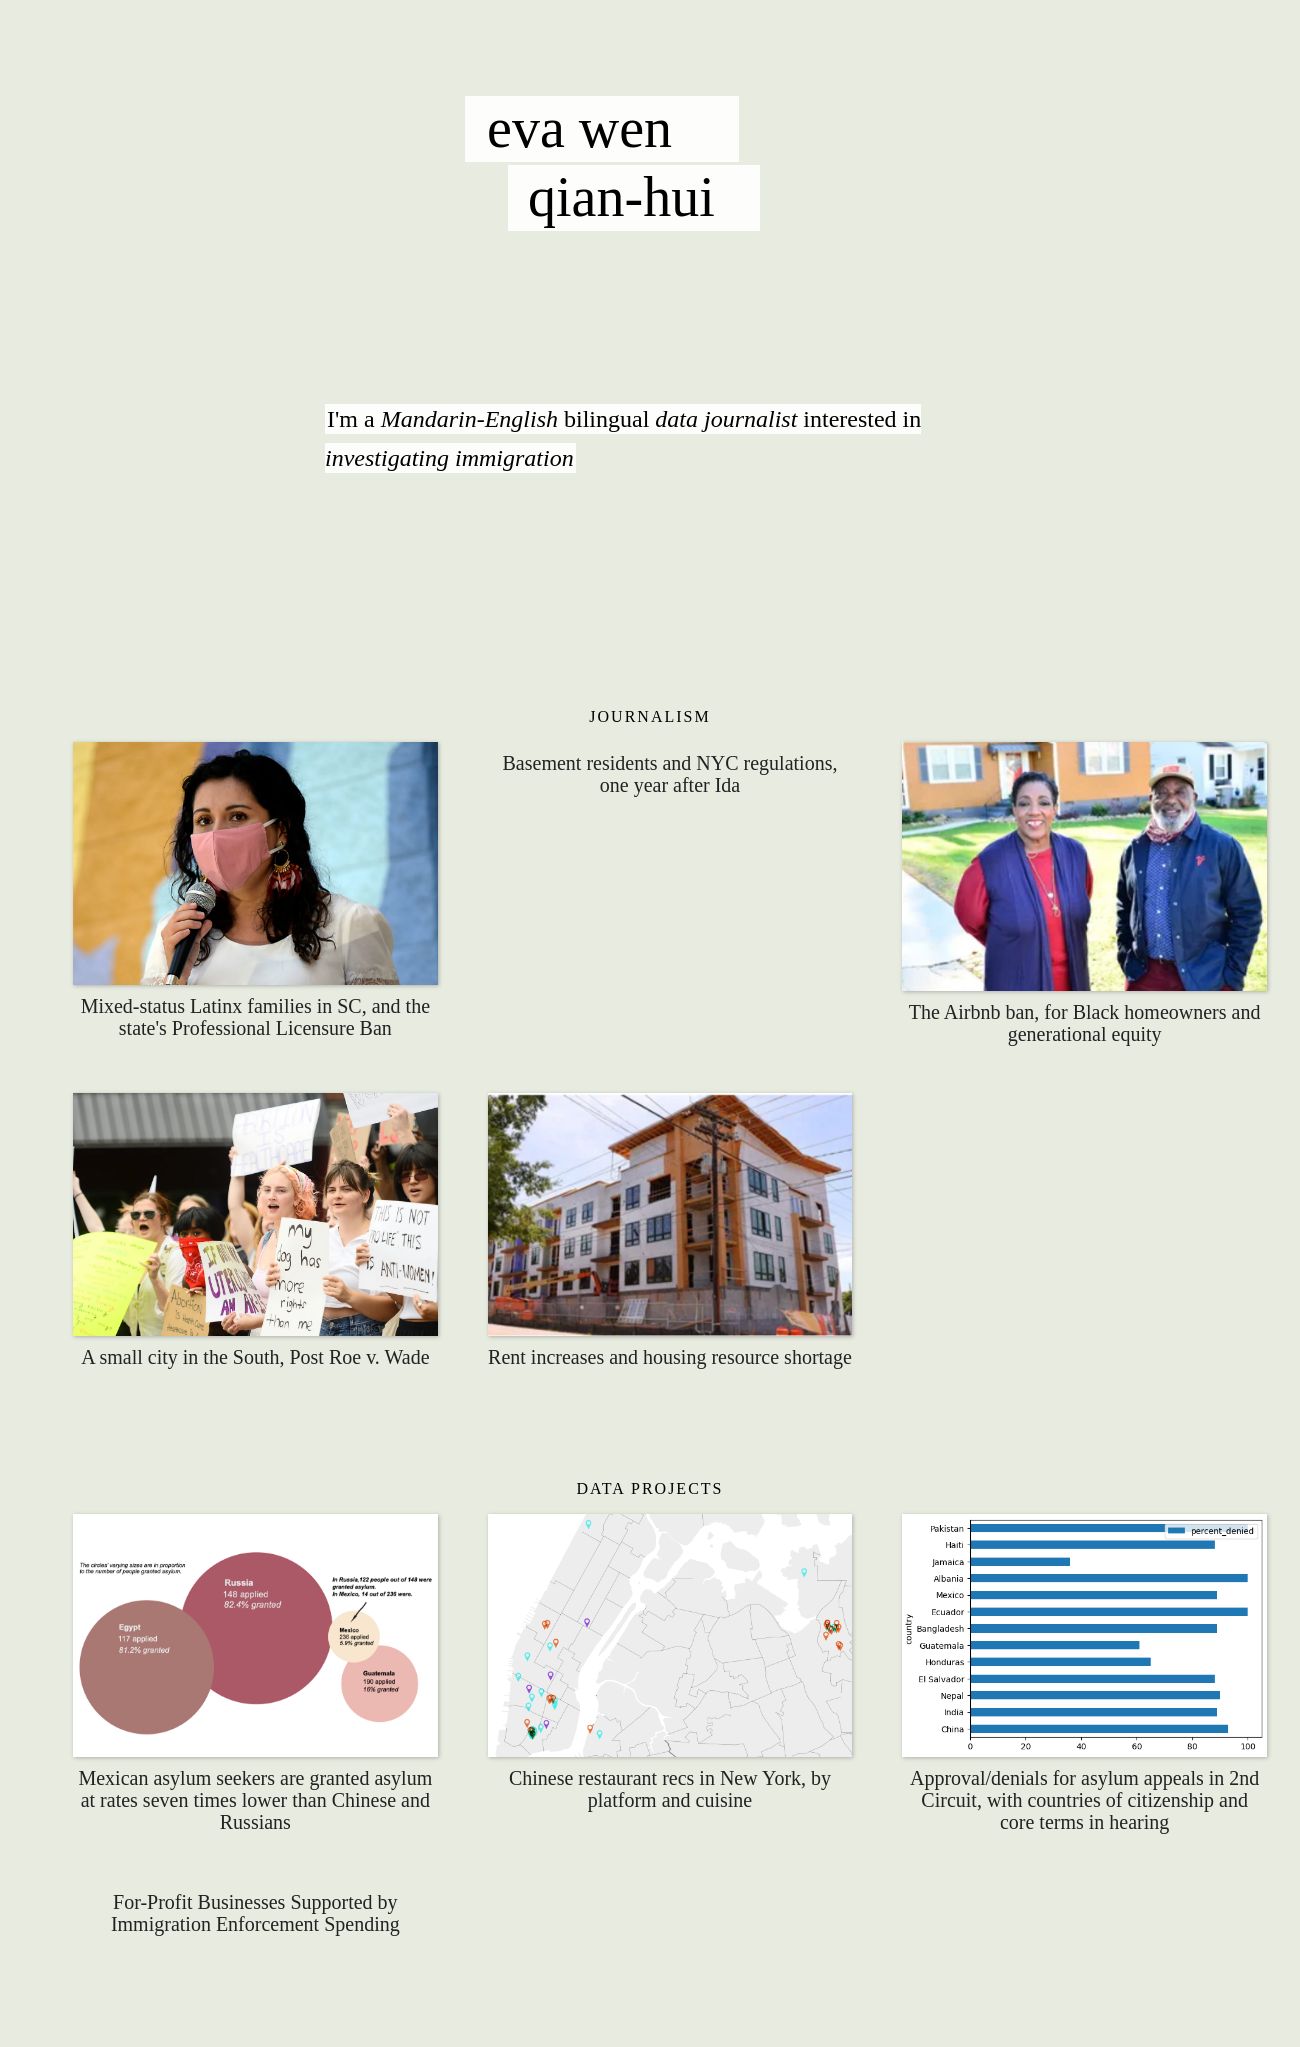 eva wen
qian-hui
I'm a Mandarin-English bilingual data journalist interested in
investigating immigration
JOURNALISM
Mixed-status Latinx families in SC, and the
state's Professional Licensure Ban
Basement residents and NYC regulations,
one year after Ida
The Airbnb ban, for Black homeowners and
generational equity
my
dog has
more
rights
than me
THIS IS NOT
LIFE THIS
IS ANTI-WOMEN!
Abortion
A small city in the South, Post Roe v. Wade
Rent increases and housing resource shortage
DATA PROJECTS
The circles' varying sizes are in proportion
to the number of people granted asylum.
Russia
148 applied
82.4% granted
In Russia,122 people out of 148 were
granted asylum.
In Mexico, 14 out of 236 were.
Egypt
117 applied
81.2% granted
Mexico
236 applied
5.9% granted
Guatemala
190 applied
16% granted
Mexican asylum seekers are granted asylum
at rates seven times lower than Chinese and
Russians
Chinese restaurant recs in New York, by
platform and cuisine
percent_denied
country
Pakistan
Haiti
Jamaica
Albania
Mexico
Ecuador
Bangladesh
Guatemala
Honduras
El Salvador
Nepal
India
China
0 20 40 60 80 100
Approval/denials for asylum appeals in 2nd
Circuit, with countries of citizenship and
core terms in hearing
For-Profit Businesses Supported by
Immigration Enforcement Spending